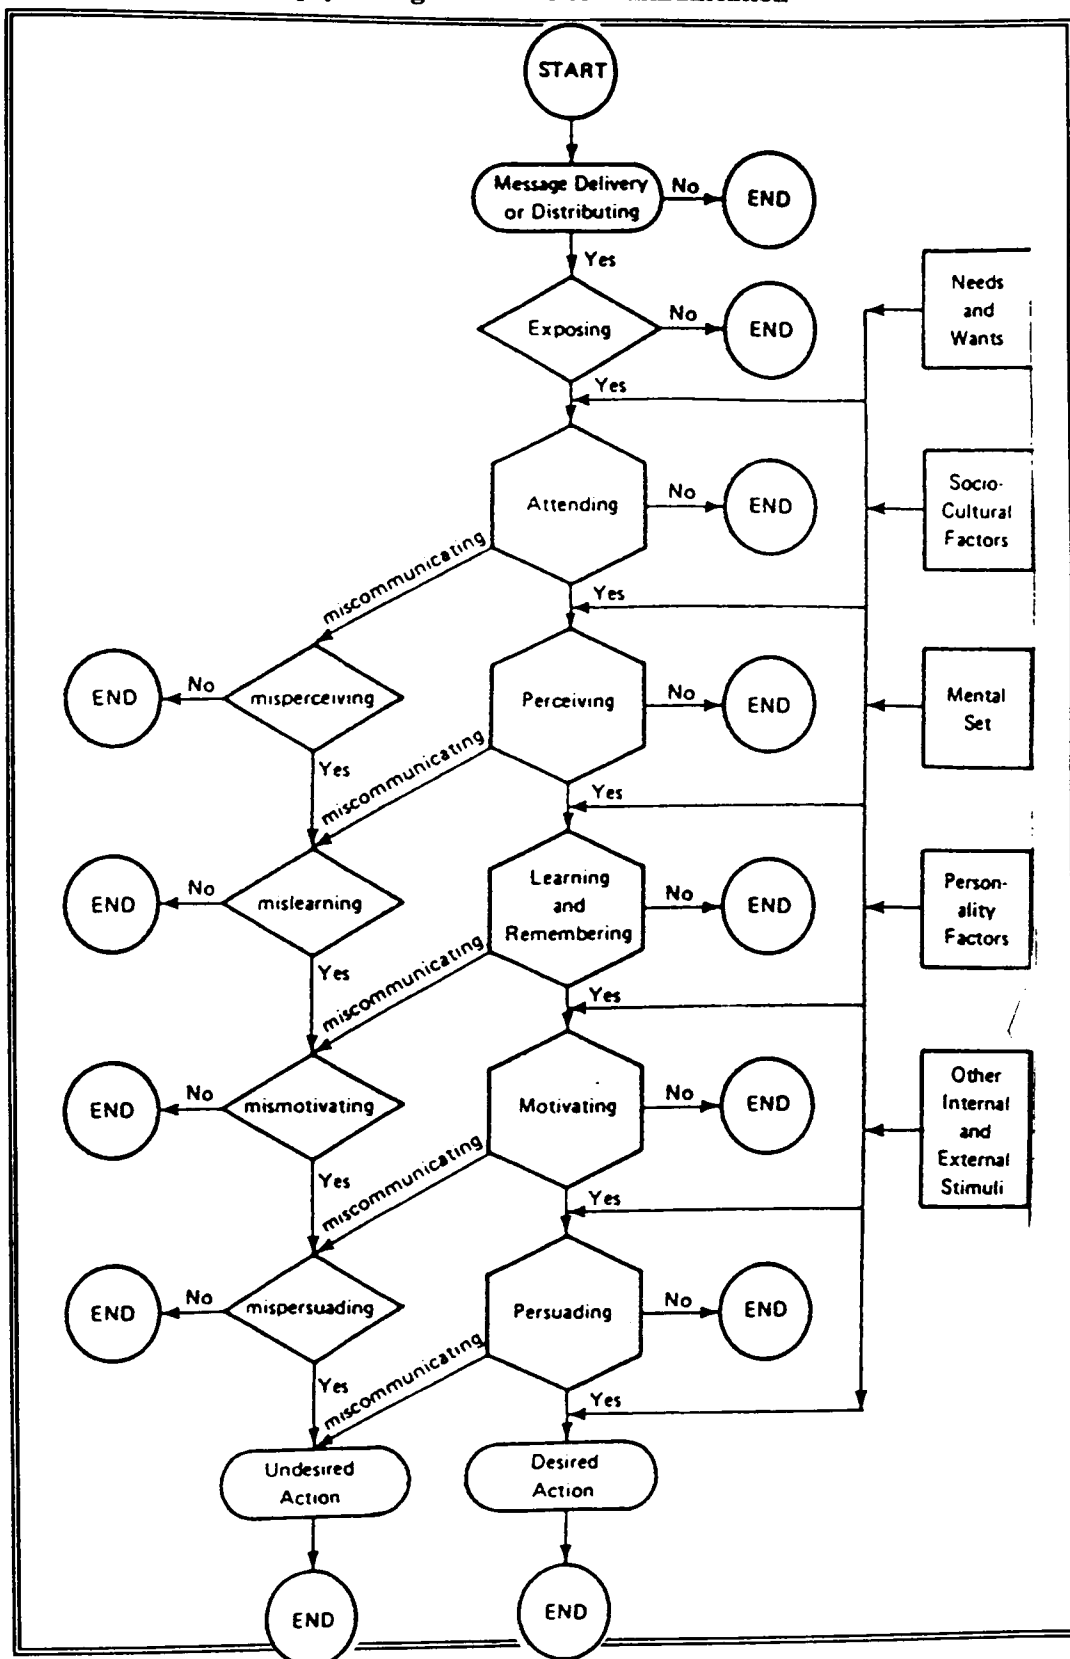 START
Message Delivery
or Distributing
No
END
Yes
Exposing
No
END
Yes
Needs
and
Wants
Attending
No
END
Socio-
Cultural
Factors
miscommunicating
Yes
END
No
misperceiving
Perceiving
No
END
Mental
Set
Yes
miscommunicating
Yes
END
No
mislearning
Learning
and
Remembering
No
END
Person-
ality
Factors
Yes
miscommunicating
Yes
END
No
mismotivating
Motivating
No
END
Other
Internal
and
External
Stimuli
Yes
miscommunicating
Yes
END
No
mispersuading
Persuading
No
END
Yes
miscommunicating
Yes
Undesired
Action
Desired
Action
END
END